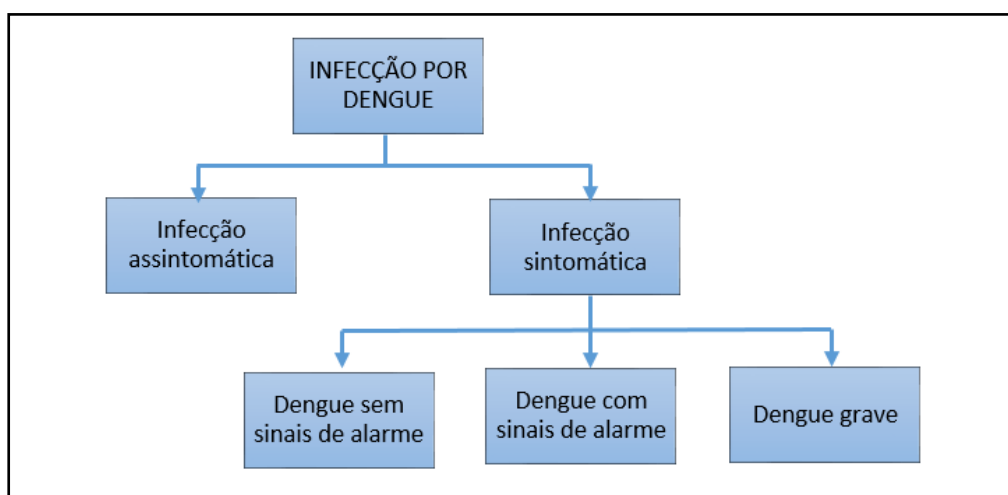 INFECÇÃO POR
DENGUE
Infecção
assintomática
Infecção
sintomática
Dengue sem
sinais de alarme
Dengue com
sinais de alarme
Dengue grave